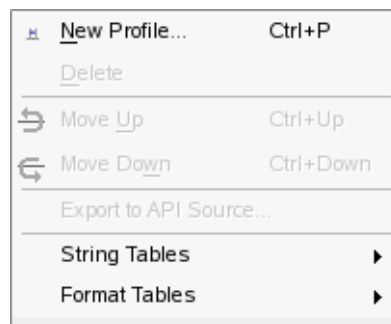 New Profile... Ctrl+P
Delete
Move Up Ctrl+Up
Move Down Ctrl+Down
Export to API Source...
String Tables
Format Tables